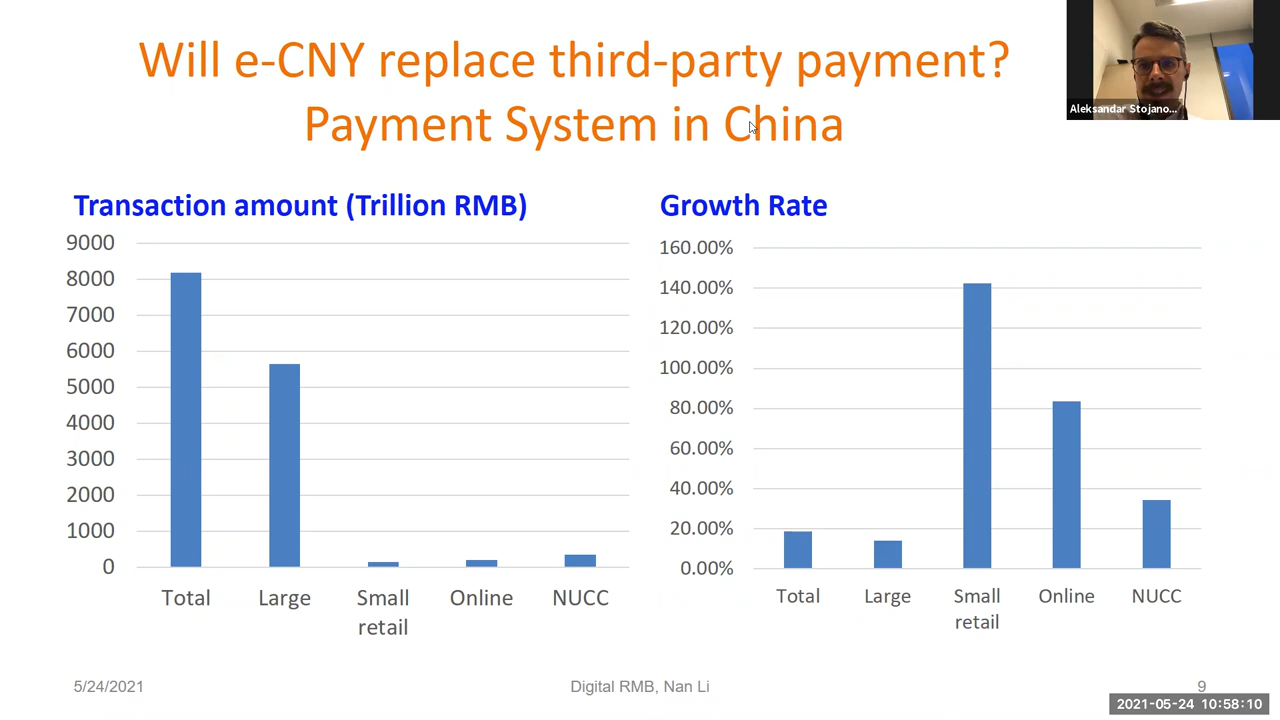 Will e-CNY replace third-party payment?
Payment System in China
Aleksandar Stojano...
Transaction amount (Trillion RMB)
9000
8000
7000
6000
5000
4000
3000
2000
1000
0
Total
Large
Small
retail
Online
NUCC
Growth Rate
160.00%
140.00%
120.00%
100.00%
80.00%
60.00%
40.00%
20.00%
0.00%
Total
Large
Small
retail
Online
NUCC
5/24/2021
Digital RMB, Nan Li
9
2021-05-24 10:58:10